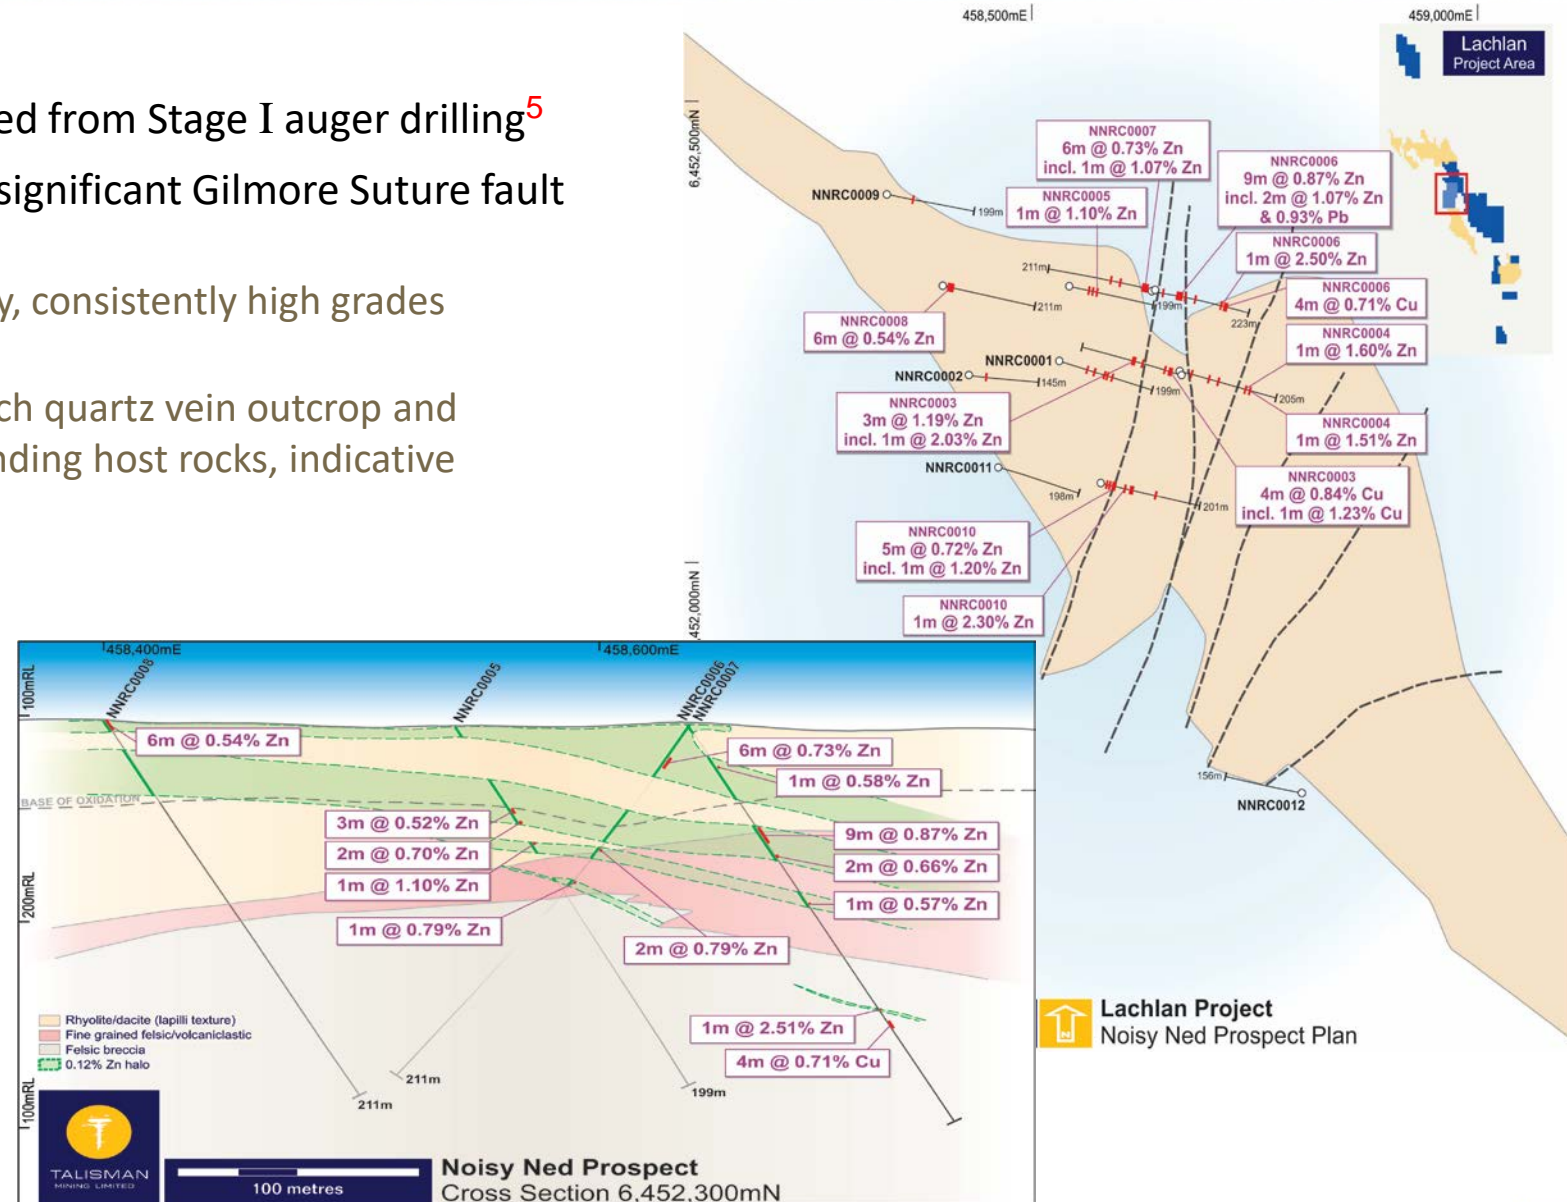 ed from Stage I auger drilling5
significant Gilmore Suture fault
y, consistently high grades
ch quartz vein outcrop and
nding host rocks, indicative
458,500mE
459,000mE
Lachlan
Project Area
6,452,500mN
NNRC0007
6m @ 0.73% Zn
incl. 1m @ 1.07% Zn
NNRC0006
9m @ 0.87% Zn
incl. 2m @ 1.07% Zn
& 0.93% Pb
NNRC0009
199m
NNRC0005
1m @ 1.10% Zn
NNRC0006
1m @ 2.50% Zn
211m
NNRC0006
4m @ 0.71% Cu
211m
199m
223m
NNRC0008
6m @ 0.54% Zn
NNRC0004
1m @ 1.60% Zn
NNRC0001
NNRC0002
145m
199m
205m
NNRC0003
3m @ 1.19% Zn
incl. 1m @ 2.03% Zn
NNRC0004
1m @ 1.51% Zn
NNRC0011
198m
NNRC0003
4m @ 0.84% Cu
incl. 1m @ 1.23% Cu
201m
NNRC0010
5m @ 0.72% Zn
incl. 1m @ 1.20% Zn
,452,000mN
NNRC0010
1m @ 2.30% Zn
156m
NNRC0012
Lachlan Project
Noisy Ned Prospect Plan
N
458,400mE
458,600mE
100mRL
NNRC0008
NNRC0005
NNRC0006
NNRC0007
6m @ 0.54% Zn
6m @ 0.73% Zn
1m @ 0.58% Zn
BASE OF OXIDATION
3m @ 0.52% Zn
9m @ 0.87% Zn
2m @ 0.70% Zn
2m @ 0.66% Zn
1m @ 1.10% Zn
200mRL
1m @ 0.57% Zn
1m @ 0.79% Zn
2m @ 0.79% Zn
Rhyolite/dacite (lapilli texture)
Fine grained felsic/volcaniclastic
Felsic breccia
0.12% Zn halo
1m @ 2.51% Zn
4m @ 0.71% Cu
211m
211m
199m
100mRL
TALISMAN
MINING LIMITED
100 metres
Noisy Ned Prospect
Cross Section 6,452,300mN